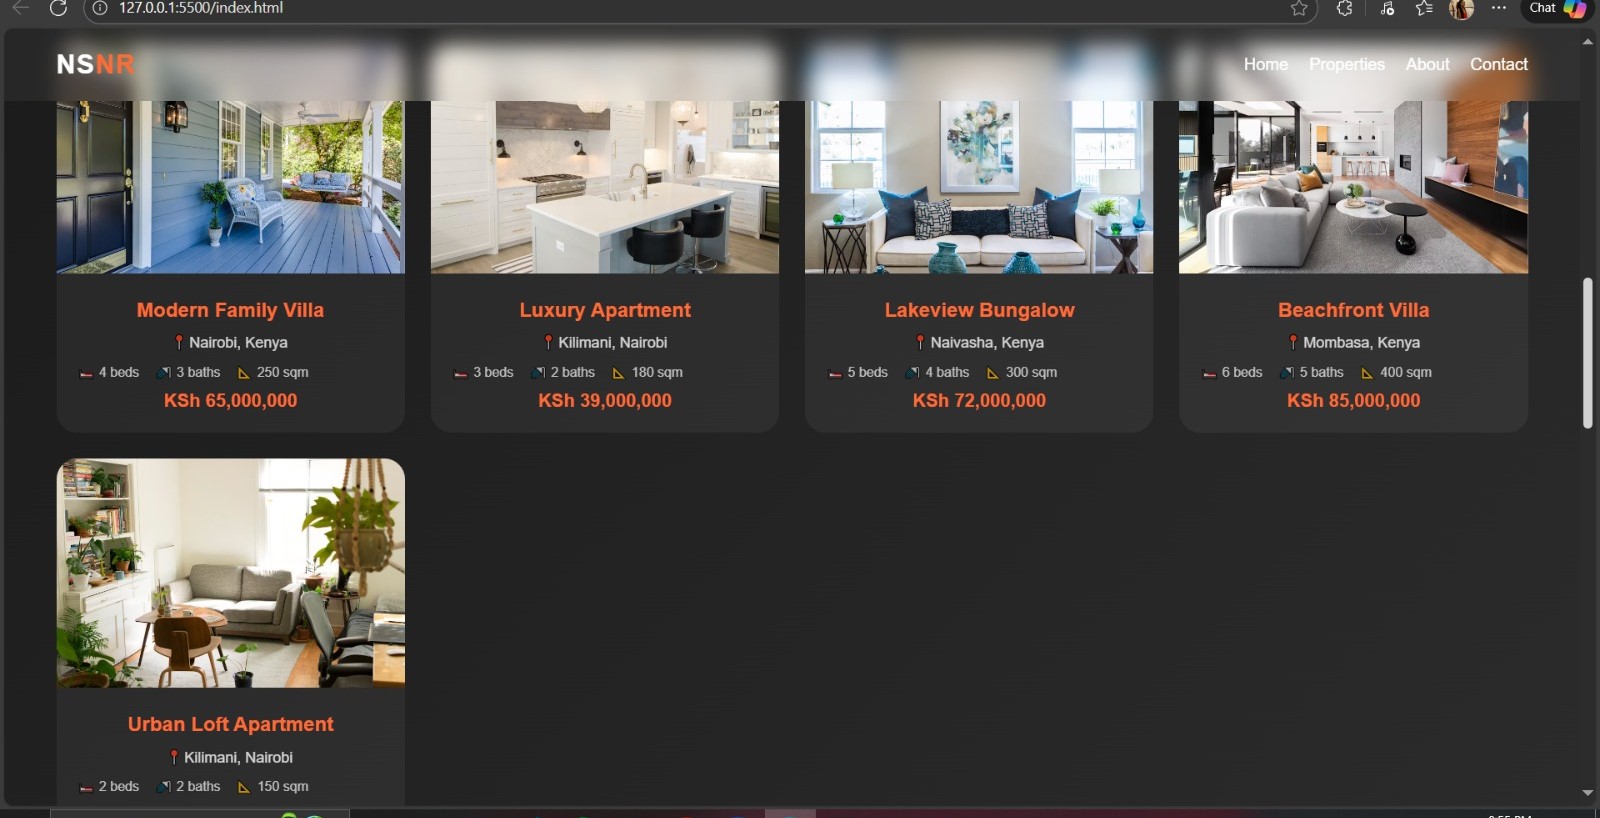 127.0.0.1:5500/index.html
Chat
NSNR
Home Properties About Contact
Modern Family Villa
Nairobi, Kenya
4 beds 3 baths 250 sqm
KSh 65,000,000
Luxury Apartment
Kilimani, Nairobi
3 beds 2 baths 180 sqm
KSh 39,000,000
Lakeview Bungalow
Naivasha, Kenya
5 beds 4 baths 300 sqm
KSh 72,000,000
Beachfront Villa
Mombasa, Kenya
6 beds 5 baths 400 sqm
KSh 85,000,000
Urban Loft Apartment
Kilimani, Nairobi
2 beds 2 baths 150 sqm